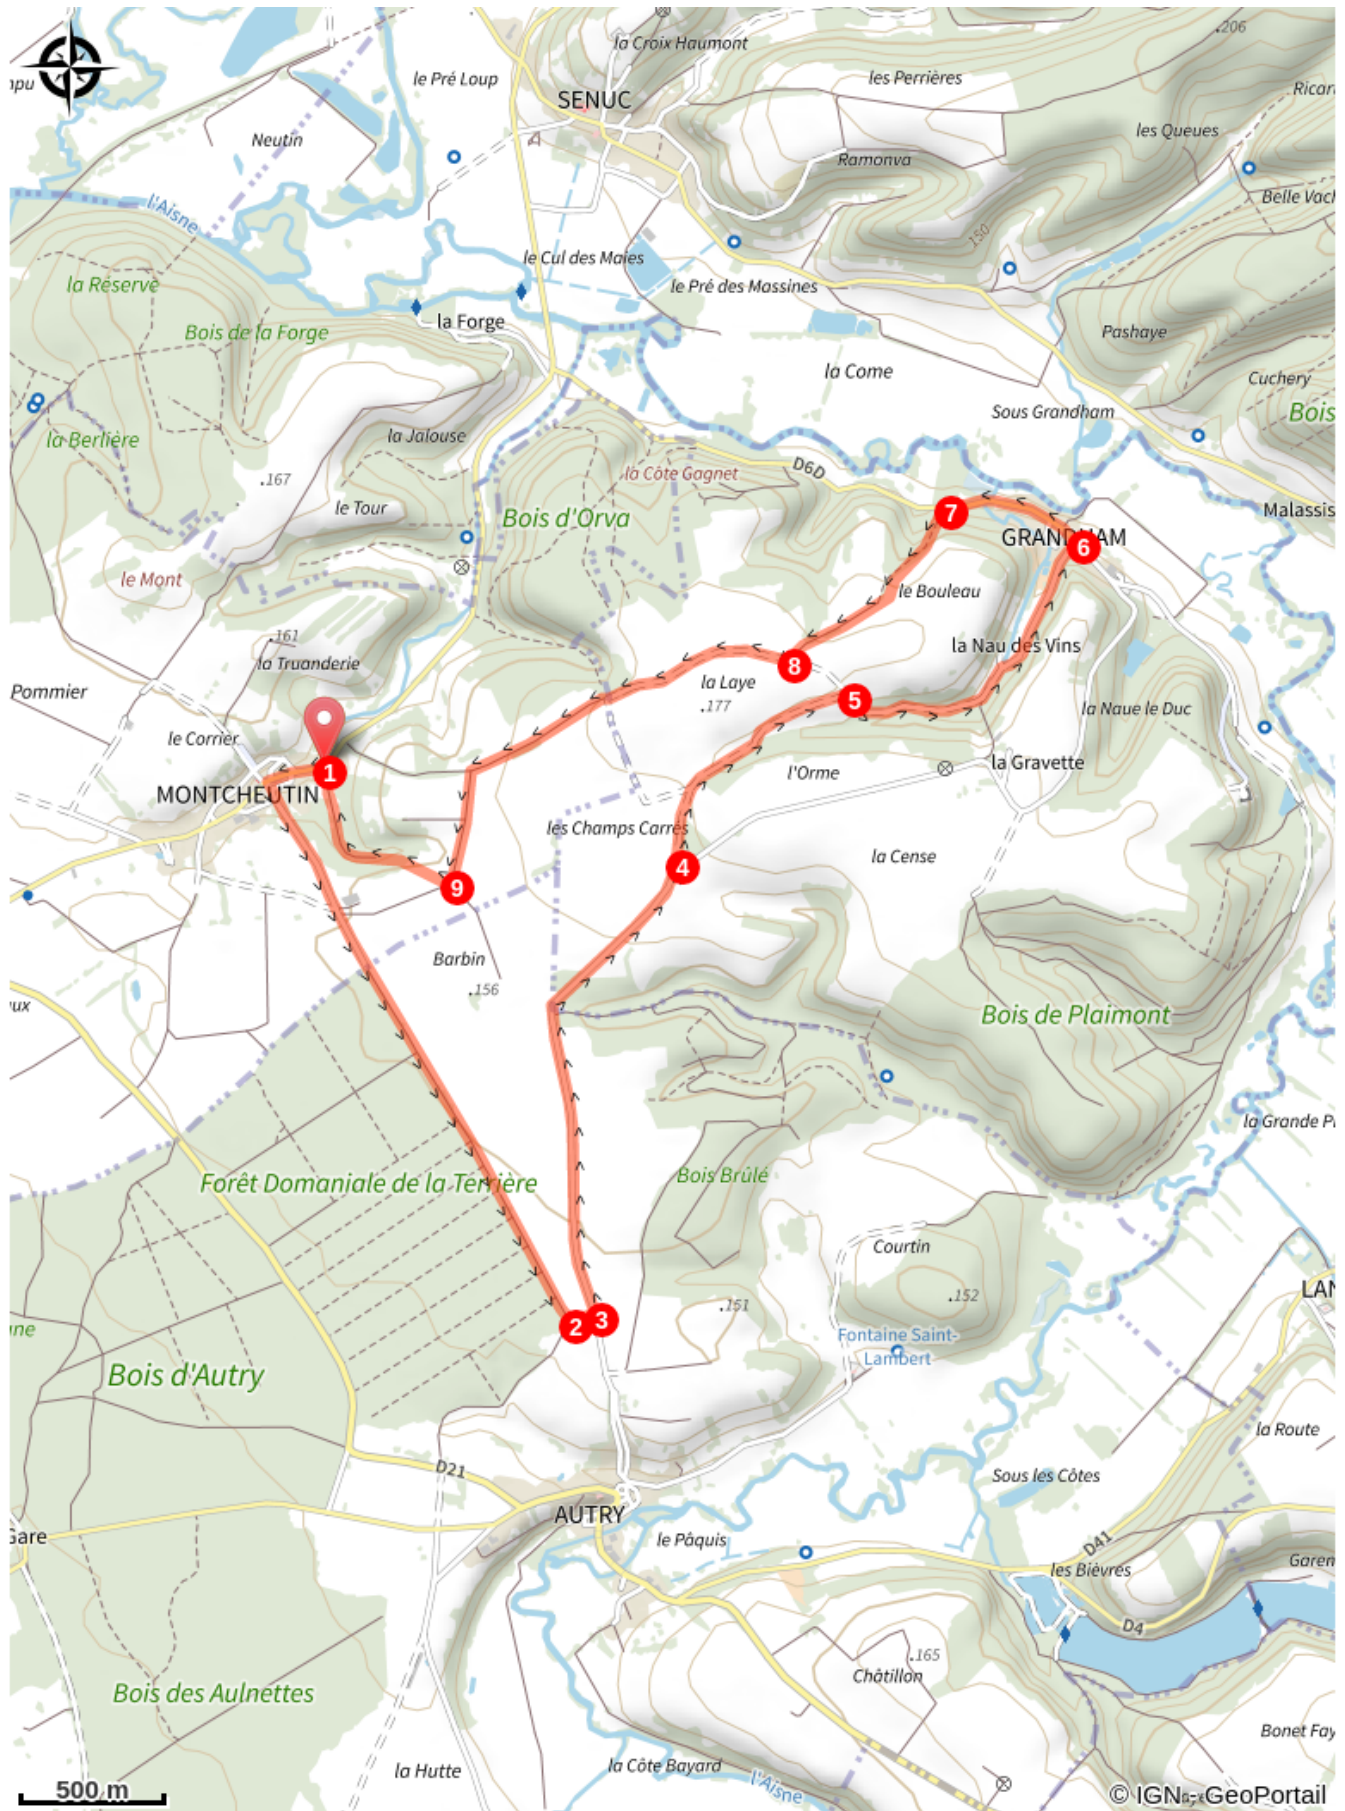 la Croix Haumont
206
le Pré Loup
les Perrières
mpu
SENUC
Ricar
Neutin
les Queues
Ramonva
Belle Vach
l'Aisne
150
le Cul des Maies
la Réserve
le Pré des Massines
Bois de la Forge
la Forge
Pashaye
la Come
Cuchery
Sous Grandham
Bois
la Berlière
la Jalouse
la Côte Gagnet
D6D
167
le Tour
Bois d'Orva
7
Malassis
GRANDHAM
6
le Mont
le Bouleau
161
la Nau des Vins
la Truanderie
8
Pommier
la Laye
5
177
la Naue le Duc
le Corrier
1
l'Orme
la Gravette
MONTCHEUTIN
les Champs Carrés
la Cense
4
9
Barbin
156
aux
Bois de Plaimont
la Grande Pi
Forêt Domaniale de la Terrière
Bois Brûlé
Courtin
LAN
152
151
2
3
ne
Fontaine Saint-
Lambert
Bois d'Autry
la Route
D21
Sous les Côtes
AUTRY
le Pâquis
Gare
D41
les Bièvres
Garen
D4
165
Châtillon
Bois des Aulnettes
Bonet Fay
la Hutte
la Côte Bayard
l'Aisne
500 m
© IGN - GeoPortail